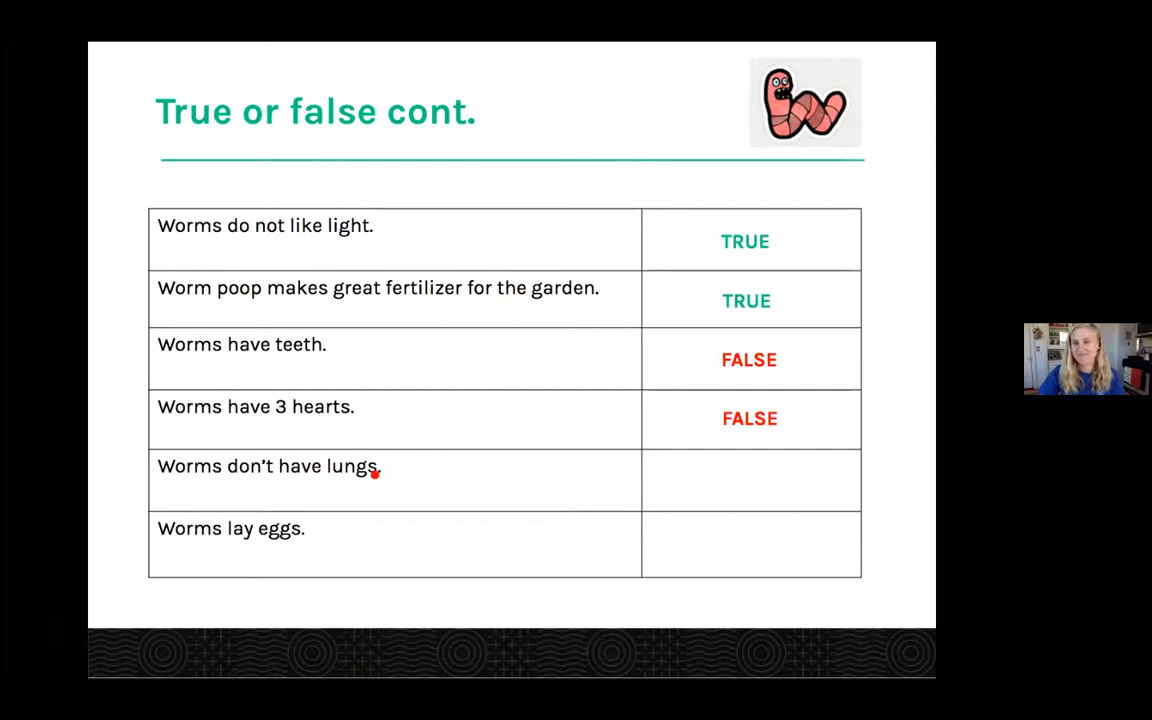 True or false cont.
Worms do not like light.
TRUE
Worm poop makes great fertilizer for the garden.
TRUE
Worms have teeth.
FALSE
Worms have 3 hearts.
FALSE
Worms don’t have lungs.
Worms lay eggs.